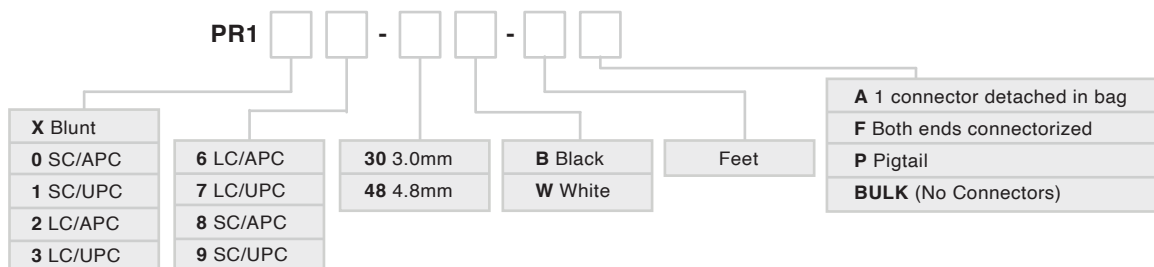 PR1 - -
X Blunt
0 SC/APC
1 SC/UPC
2 LC/APC
3 LC/UPC
6 LC/APC
7 LC/UPC
8 SC/APC
9 SC/UPC
30 3.0mm
48 4.8mm
B Black
W White
Feet
A 1 connector detached in bag
F Both ends connectorized
P Pigtail
BULK (No Connectors)